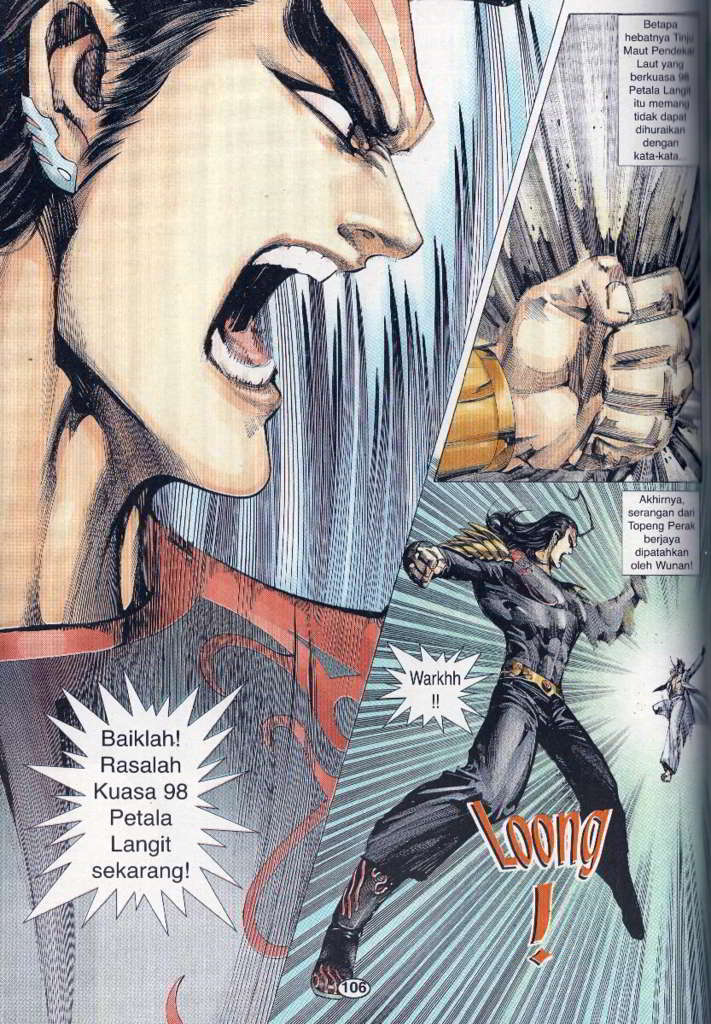 Betapa
hebatnya Tinju
Maut Pendekar
Laut yang
berkuasa 98
Petala Langit
itu memang
tidak dapat
dihuraikan
dengan
kata-kata...
Baiklah!
Rasalah
Kuasa 98
Petala
Langit
sekarang!
Akhirnya,
serangan dari
Topeng Perak
berjaya
dipatahkan
oleh Wunan!
Warkhh
!!
Loong
!
106